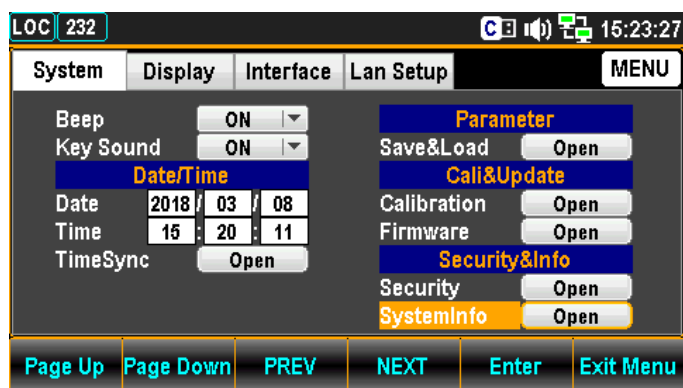 LOC 232 C 15:23:27
System Display Interface Lan Setup MENU
Beep ON
Key Sound ON
Date/Time
Date 2018 / 03 / 08
Time 15 : 20 : 11
TimeSync Open
Parameter
Save&Load Open
Cali&Update
Calibration Open
Firmware Open
Security&Info
Security Open
SystemInfo Open
Page Up Page Down PREV NEXT Enter Exit Menu